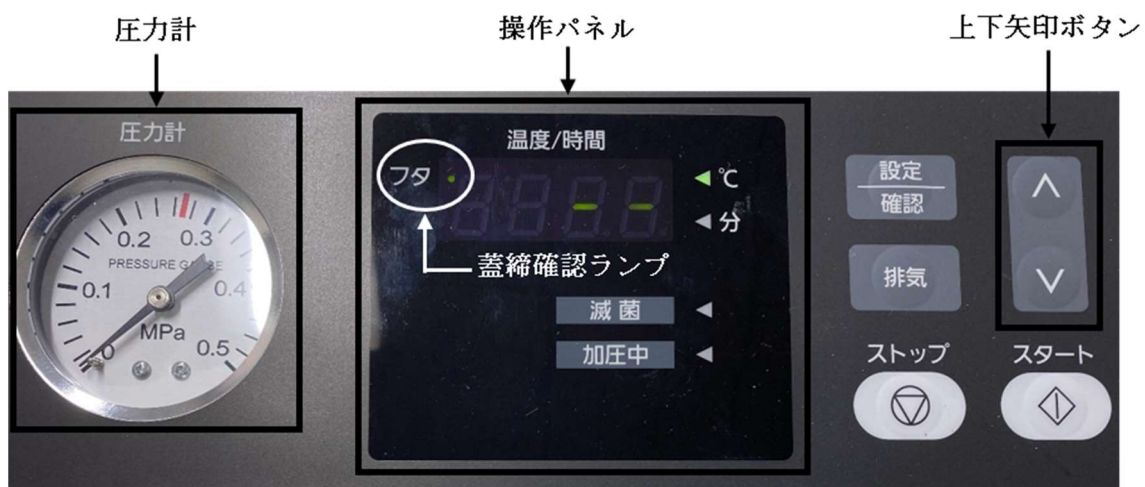 圧力計
操作パネル
上下矢印ボタン
圧力計
0.2
0.3
PRESSURE GAUGE
0.1
0.4
MPa
0
0.5
温度/時間
フタ
℃
分
蓋締確認ランプ
滅菌
加圧中
設定
確認
排気
ストップ
スタート